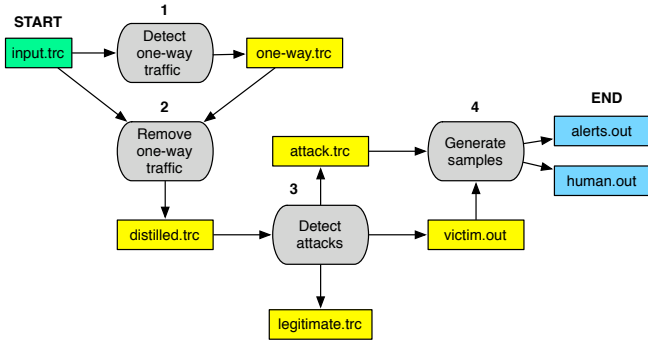 START
1
input.trc
Detect
one-way
traffic
one-way.trc
2
Remove
one-way
traffic
4
END
attack.trc
Generate
samples
alerts.out
human.out
3
distilled.trc
Detect
attacks
victim.out
legitimate.trc